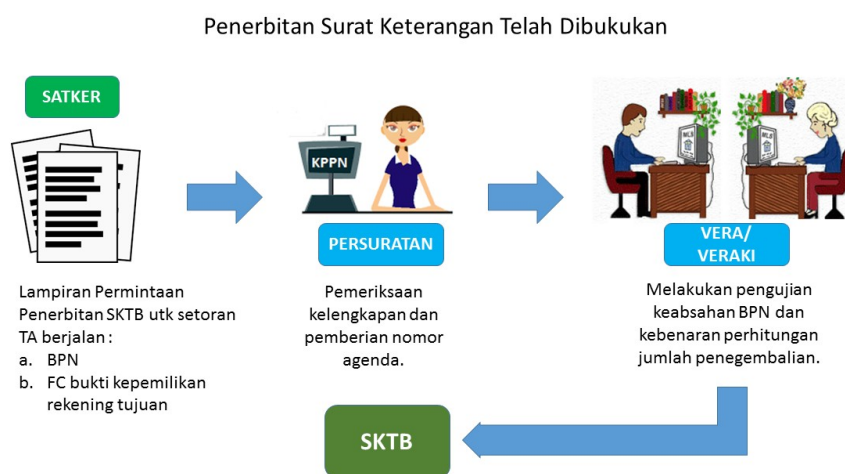 Penerbitan Surat Keterangan Telah Dibukukan
SATKER
Lampiran Permintaan
Penerbitan SKTB utk setoran
TA berjalan :
a. BPN
b. FC bukti kepemilikan
rekening tujuan
KPPN
PERSURATAN
Pemeriksaan
kelengkapan dan
pemberian nomor
agenda.
MLB
MLB
VERA/
VERAKI
Melakukan pengujian
keabsahan BPN dan
kebenaran perhitungan
jumlah penegembalian.
SKTB